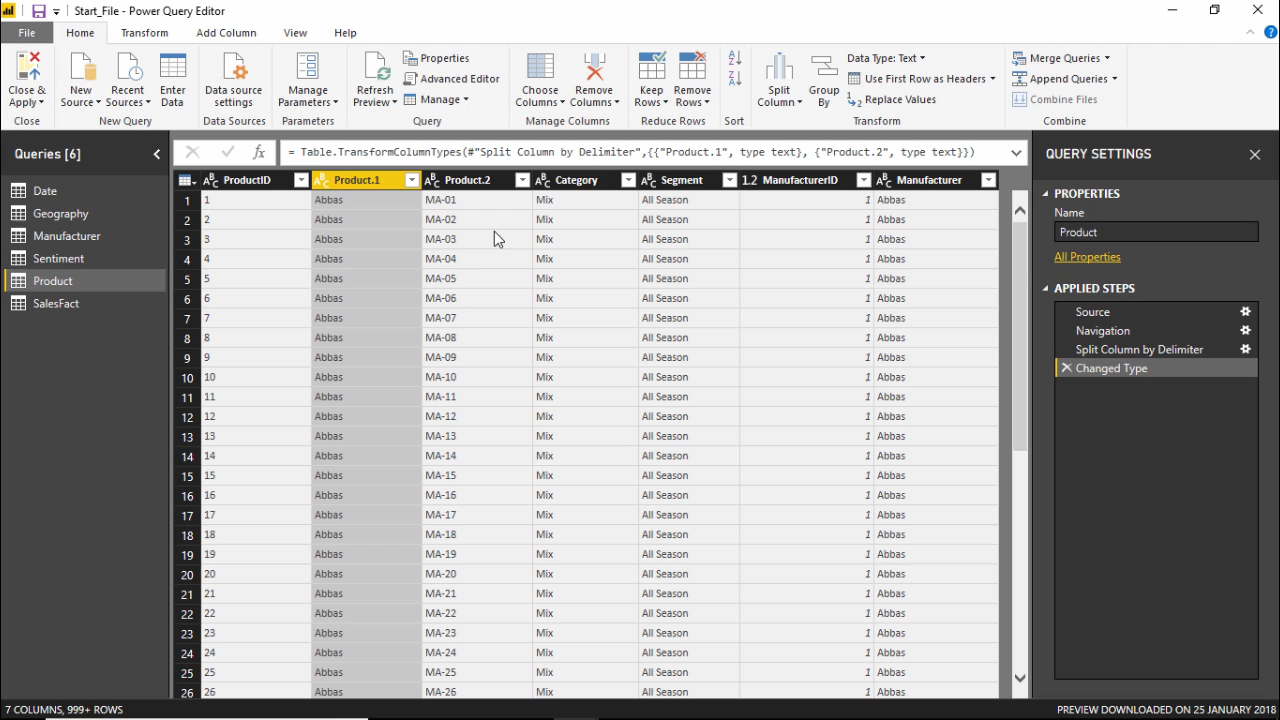 Start_File - Power Query Editor
File Home Transform Add Column View Help
Close & Apply
New Source
Recent Sources
Enter Data
Data source settings
Manage Parameters
Refresh Preview
Properties
Advanced Editor
Manage
Choose Columns
Remove Columns
Keep Rows
Remove Rows
Split Column
Group By
Data Type: Text
Use First Row as Headers
Replace Values
Merge Queries
Append Queries
Combine Files
Close New Query Data Sources Parameters Query Manage Columns Reduce Rows Sort Transform Combine
Queries [6]
Date
Geography
Manufacturer
Sentiment
Product
SalesFact
fx = Table.TransformColumnTypes(#"Split Column by Delimiter",{{"Product.1", type text}, {"Product.2", type text}})
ABC ProductID ABC Product.1 ABC Product.2 ABC Category ABC Segment 1.2 ManufacturerID ABC Manufacturer
1 1 Abbas MA-01 Mix All Season 1 Abbas
2 2 Abbas MA-02 Mix All Season 1 Abbas
3 3 Abbas MA-03 Mix All Season 1 Abbas
4 4 Abbas MA-04 Mix All Season 1 Abbas
5 5 Abbas MA-05 Mix All Season 1 Abbas
6 6 Abbas MA-06 Mix All Season 1 Abbas
7 7 Abbas MA-07 Mix All Season 1 Abbas
8 8 Abbas MA-08 Mix All Season 1 Abbas
9 9 Abbas MA-09 Mix All Season 1 Abbas
10 10 Abbas MA-10 Mix All Season 1 Abbas
11 11 Abbas MA-11 Mix All Season 1 Abbas
12 12 Abbas MA-12 Mix All Season 1 Abbas
13 13 Abbas MA-13 Mix All Season 1 Abbas
14 14 Abbas MA-14 Mix All Season 1 Abbas
15 15 Abbas MA-15 Mix All Season 1 Abbas
16 16 Abbas MA-16 Mix All Season 1 Abbas
17 17 Abbas MA-17 Mix All Season 1 Abbas
18 18 Abbas MA-18 Mix All Season 1 Abbas
19 19 Abbas MA-19 Mix All Season 1 Abbas
20 20 Abbas MA-20 Mix All Season 1 Abbas
21 21 Abbas MA-21 Mix All Season 1 Abbas
22 22 Abbas MA-22 Mix All Season 1 Abbas
23 23 Abbas MA-23 Mix All Season 1 Abbas
24 24 Abbas MA-24 Mix All Season 1 Abbas
25 25 Abbas MA-25 Mix All Season 1 Abbas
26 26 Abbas MA-26 Mix All Season 1 Abbas
QUERY SETTINGS
PROPERTIES
Name
Product
All Properties
APPLIED STEPS
Source
Navigation
Split Column by Delimiter
Changed Type
7 COLUMNS, 999+ ROWS
PREVIEW DOWNLOADED ON 25 JANUARY 2018